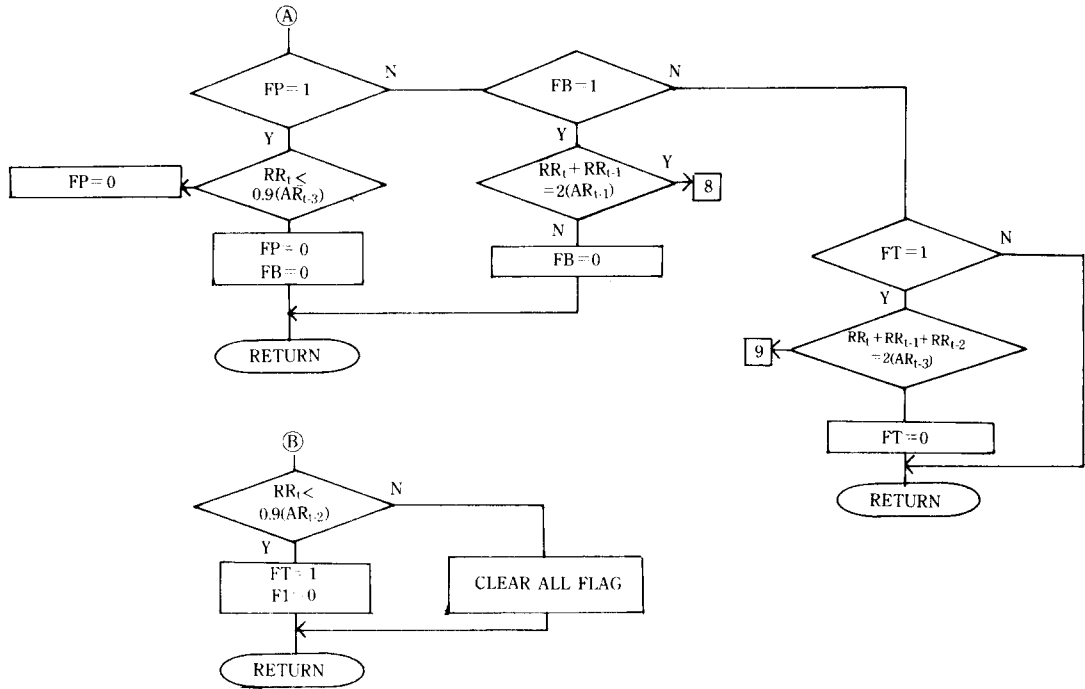 A
FP=1
N
FB=1
N
Y
Y
FP=0
RRt<
0.9(ARt-3)
RRt+RRt-1
=2(ARt-1)
Y
8
FP=0
FB=0
N
FB=0
RETURN
FT=1
N
Y
9
RRt+RRt-1+RRt-2
=2(ARt-3)
FT=0
RETURN
B
RRt<
0.9(ARt-2)
N
Y
FT=1
F1=0
CLEAR ALL FLAG
RETURN